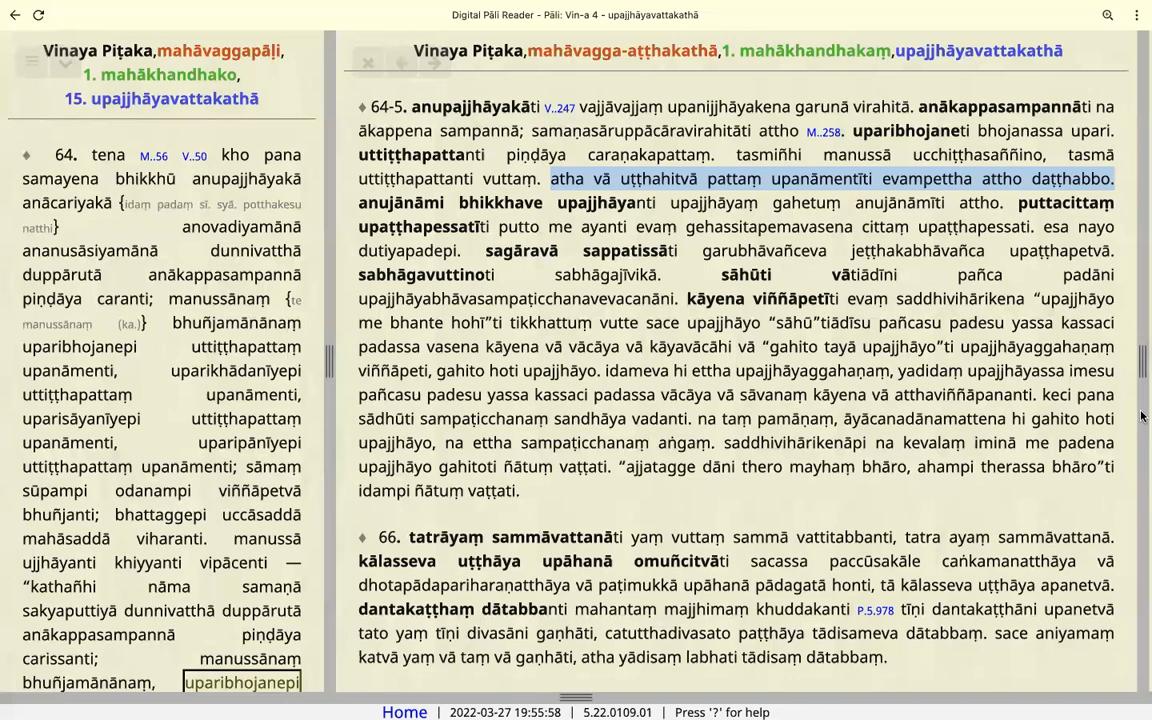 Digital Pāli Reader - Pāli: Vin-a 4 - upajjhāyavattakathā
Vinaya Piṭaka,mahāvaggapāḷi,
1. mahākhandhako,
15. upajjhāyavattakathā
♦ 64. tena M..56 V..50 kho pana
samayena bhikkhū anupajjhāyakā
anācariyakā {idaṃ padaṃ sī. syā. potthakesu
natthi} anovadiyamānā
ananusāsiyamānā dunnivatthā
duppārutā anākappasampannā
piṇḍāya caranti; manussānaṃ {te
manussānaṃ (ka.)} bhuñjamānānaṃ
uparibhojanepi uttiṭṭhapattaṃ
upanāmenti, uparikhādanīyepi
uttiṭṭhapattaṃ upanāmenti,
uparisāyanīyepi uttiṭṭhapattaṃ
upanāmenti, uparipānīyepi
uttiṭṭhapattaṃ upanāmenti; sāmaṃ
sūpampi odanampi viññāpetvā
bhuñjanti; bhattaggepi uccāsaddā
mahāsaddā viharanti. manussā
ujjhāyanti khiyyanti vipācenti —
“kathañhi nāma samaṇā
sakyaputtiyā dunnivatthā duppārutā
anākappasampannā piṇḍāya
carissanti; manussānaṃ
bhuñjamānānaṃ, uparibhojanepi
Vinaya Piṭaka,mahāvagga-aṭṭhakathā,1. mahākhandhakaṃ,upajjhāyavattakathā
♦ 64-5. anupajjhāyakāti V..247 vajjāvajjaṃ upanijjhāyakena garunā virahitā. anākappasampannāti na
ākappena sampannā; samaṇasāruppācāravirahitāti attho M..258. uparibhojaneti bhojanassa upari.
uttiṭṭhapattanti piṇḍāya caraṇakapattaṃ. tasmiñhi manussā ucchiṭṭhasaññino, tasmā
uttiṭṭhapattanti vuttaṃ. atha vā uṭṭhahitvā pattaṃ upanāmentīti evampettha attho daṭṭhabbo.
anujānāmi bhikkhave upajjhāyanti upajjhāyaṃ gahetuṃ anujānāmīti attho. puttacittaṃ
upaṭṭhapessatīti putto me ayanti evaṃ gehassitapemavasena cittaṃ upaṭṭhapessati. esa nayo
dutiyapadepi. sagāravā sappatissāti garubhāvañceva jeṭṭhakabhāvañca upaṭṭhapetvā.
sabhāgavuttinoti sabhāgajīvikā. sāhūti vātiādīni pañca padāni
upajjhāyabhāvasampaṭicchanavevacanāni. kāyena viññāpetīti evaṃ saddhivihārikena “upajjhāyo
me bhante hohī”ti tikkhattuṃ vutte sace upajjhāyo “sāhū”tiādīsu pañcasu padesu yassa kassaci
padassa vasena kāyena vā vācāya vā kāyavācāhi vā “gahito tayā upajjhāyo”ti upajjhāyaggahaṇaṃ
viññāpeti, gahito hoti upajjhāyo. idameva hi ettha upajjhāyaggahaṇaṃ, yadidaṃ upajjhāyassa imesu
pañcasu padesu yassa kassaci padassa vācāya vā sāvanaṃ kāyena vā atthaviññāpananti. keci pana
sādhūti sampaṭicchanaṃ sandhāya vadanti. na taṃ pamāṇaṃ, āyācanadānamattena hi gahito hoti
upajjhāyo, na ettha sampaṭicchanaṃ aṅgaṃ. saddhivihārikenāpi na kevalaṃ iminā me padena
upajjhāyo gahitoti ñātuṃ vaṭṭati. “ajjatagge dāni thero mayhaṃ bhāro, ahampi therassa bhāro”ti
idampi ñātuṃ vaṭṭati.
♦ 66. tatrāyaṃ sammāvattanāti yaṃ vuttaṃ sammā vattitabbanti, tatra ayaṃ sammāvattanā.
kālasseva uṭṭhāya upāhanā omuñcitvāti sacassa paccūsakāle caṅkamanatthāya vā
dhotapādapariharaṇatthāya vā paṭimukkā upāhanā pādagatā honti, tā kālasseva uṭṭhāya apanetvā.
dantakaṭṭhaṃ dātabbanti mahantaṃ majjhimaṃ khuddakanti P.5.978 tīṇi dantakaṭṭhāni upanetvā
tato yaṃ tīṇi divasāni gaṇhāti, catutthadivasato paṭṭhāya tādisameva dātabbaṃ. sace aniyamaṃ
katvā yaṃ vā taṃ vā gaṇhāti, atha yādisaṃ labhati tādisaṃ dātabbaṃ.
Home | 2022-03-27 19:55:58 | 5.22.0109.01 | Press '?' for help